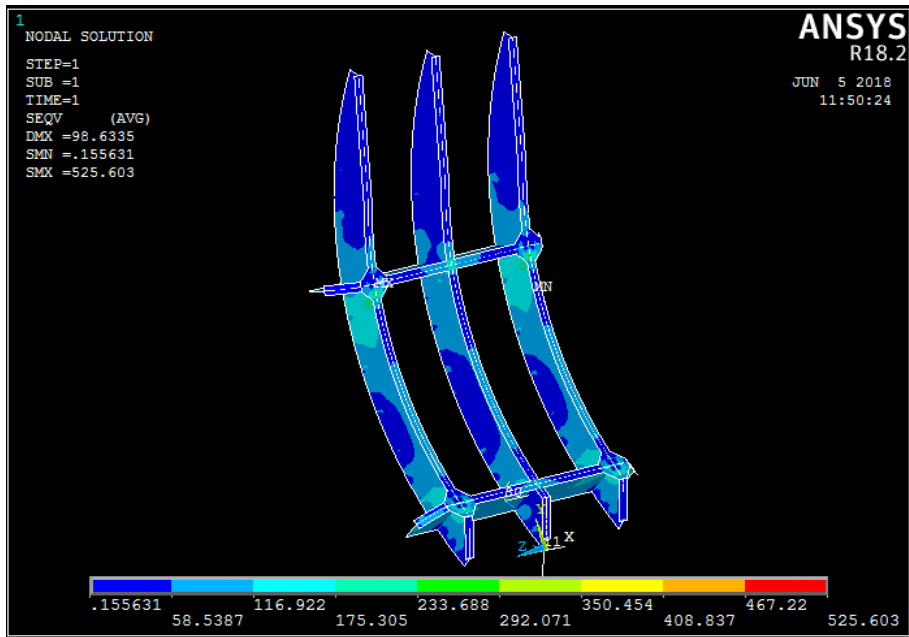 1
NODAL SOLUTION
STEP=1
SUB =1
TIME=1
SEQV (AVG)
DMX =98.6335
SMN =.155631
SMX =525.603
ANSYS
R18.2
JUN 5 2018
11:50:24
MX
MN
Y
Z
X
.155631
58.5387
116.922
175.305
233.688
292.071
350.454
408.837
467.22
525.603